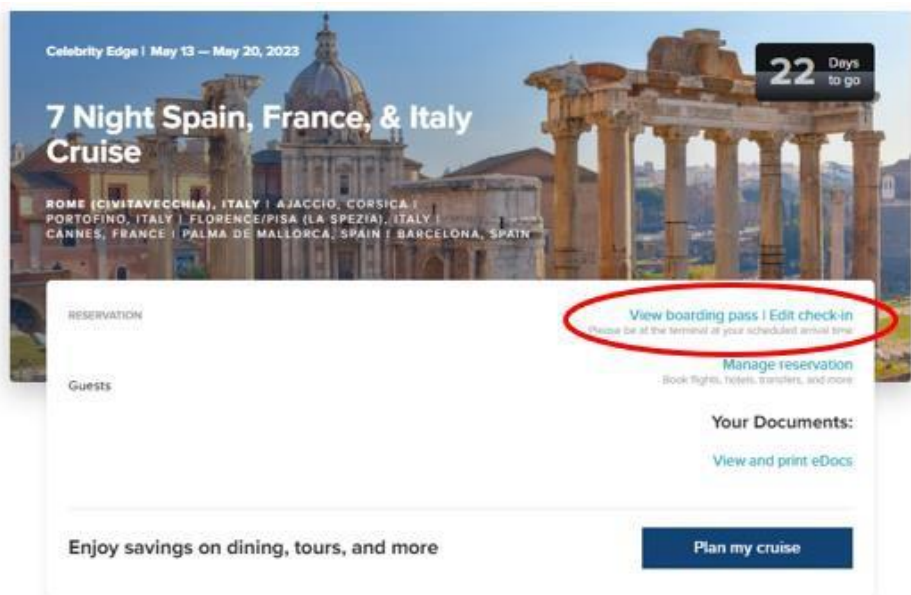 Celebrity Edge | May 13 — May 20, 2023
22 Days to go
7 Night Spain, France, & Italy
Cruise
ROME (CIVITAVECCHIA), ITALY | AJACCIO, CORSICA |
PORTOFINO, ITALY | FLORENCE/PISA (LA SPEZIA), ITALY |
CANNES, FRANCE | PALMA DE MALLORCA, SPAIN | BARCELONA, SPAIN
RESERVATION
View boarding pass | Edit check-in
Please be at the terminal at your scheduled arrival time
Manage reservation
Book flights, hotels, transfers, and more
Guests
Your Documents:
View and print eDocs
Enjoy savings on dining, tours, and more
Plan my cruise